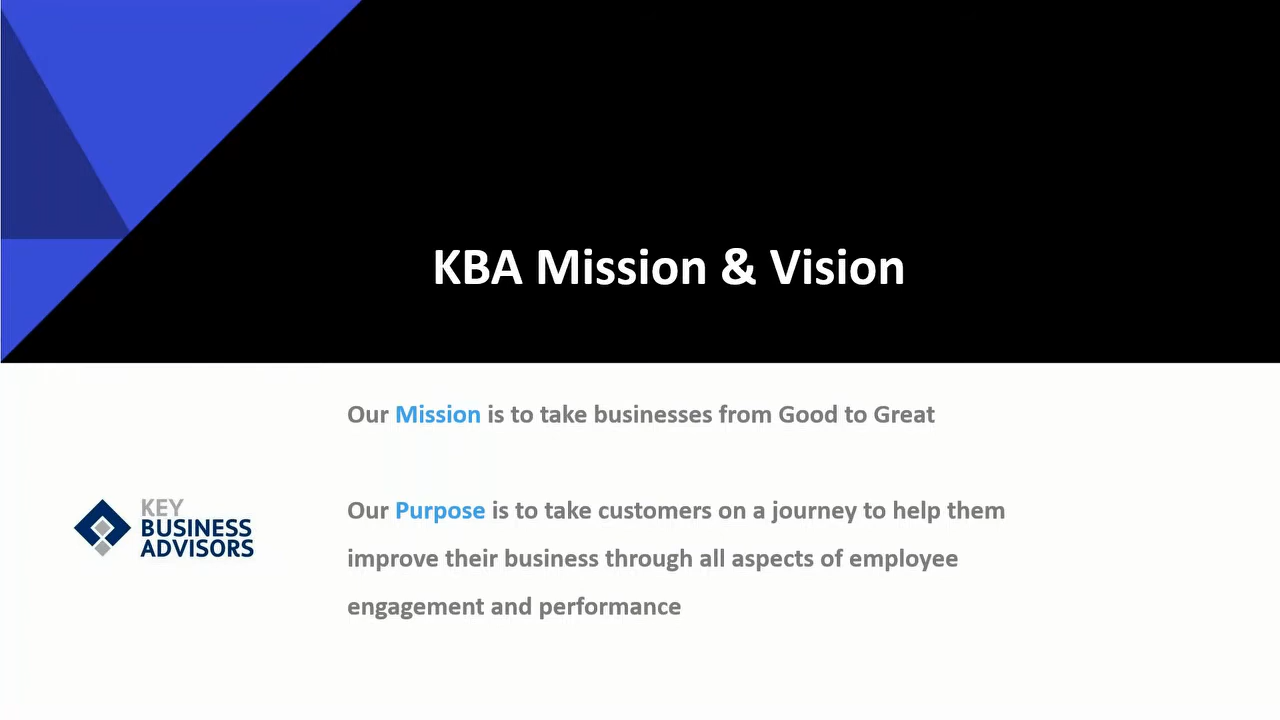 KBA Mission & Vision
Our Mission is to take businesses from Good to Great
KEY
BUSINESS
ADVISORS
Our Purpose is to take customers on a journey to help them
improve their business through all aspects of employee
engagement and performance